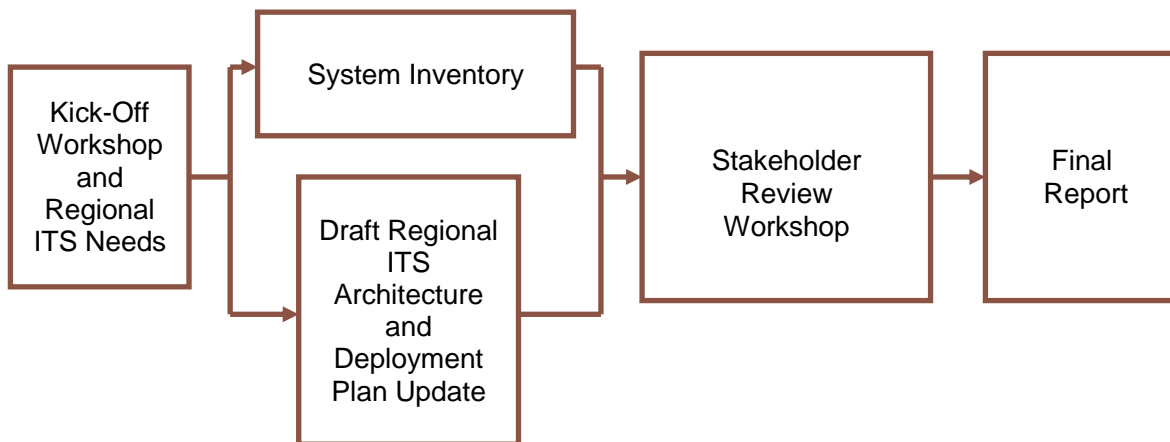 Kick-Off
Workshop
and
Regional
ITS Needs
System Inventory
Draft Regional
ITS
Architecture
and
Deployment
Plan Update
Stakeholder
Review
Workshop
Final
Report